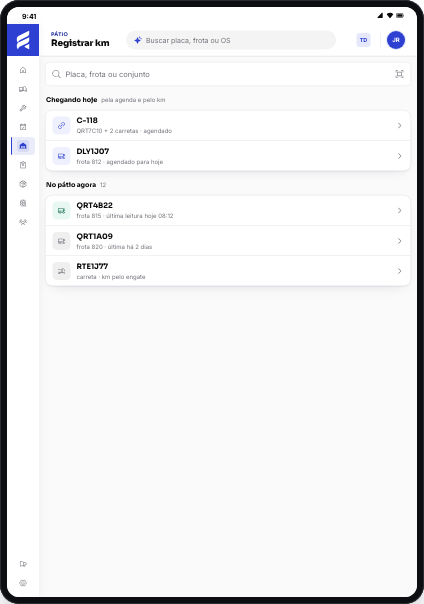 9:41
PÁTIO
Registrar km
Buscar placa, frota ou OS
TD
JR
Placa, frota ou conjunto
Chegando hoje pela agenda e pelo km
C-118
QRT7C10 + 2 carretas · agendado
DLY1J07
frota 812 · agendado para hoje
No pátio agora 12
QRT4B22
frota 815 · última leitura hoje 08:12
QRT1A09
frota 820 · última há 2 dias
RTE1J77
carreta · km pelo engate